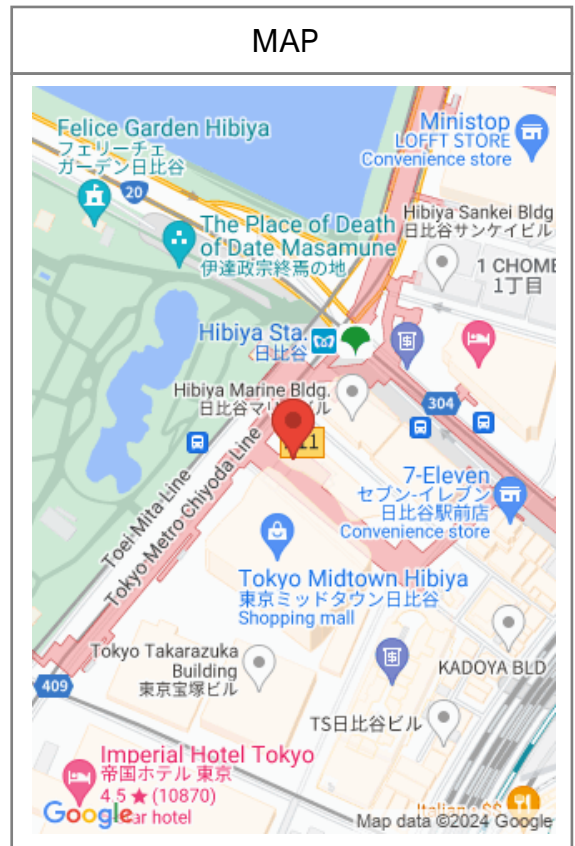 MAP
Felice Garden Hibiya
フェリーチェ
ガーデン日比谷
20
Ministop
LOFFT STORE
Convenience store
The Place of Death
of Date Masamune
伊達政宗終焉の地
Hibiya Sankei Bldg
日比谷サンケイビル
1 CHOME
1丁目
Hibiya Sta.
日比谷
Hibiya Marine Bldg.
304
11
Toei Mita Line
Tokyo Metro Chiyoda Line
7-Eleven
セブン-イレブン
日比谷駅前店
Convenience store
Tokyo Midtown Hibiya
東京ミッドタウン日比谷
Shopping mall
Tokyo Takarazuka
Building
東京宝塚ビル
KADOYA BLD
409
TS日比谷ビル
Imperial Hotel Tokyo
帝国ホテル 東京
4.5 ★ (10870)
hotel
Google
Map data ©2024 Google